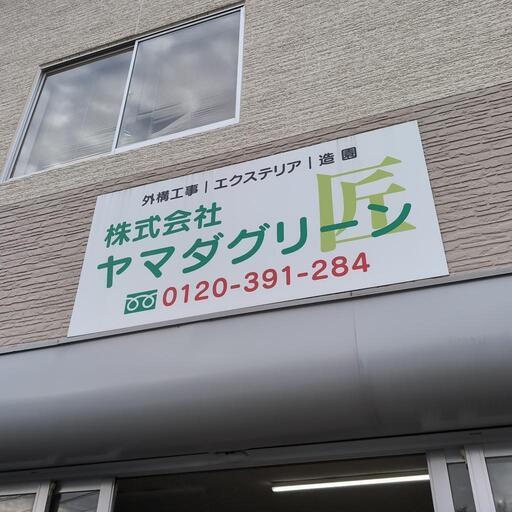 外構工事|エクステリア|造園
株式会社
匠
ヤマダグリーン
0120-391-284